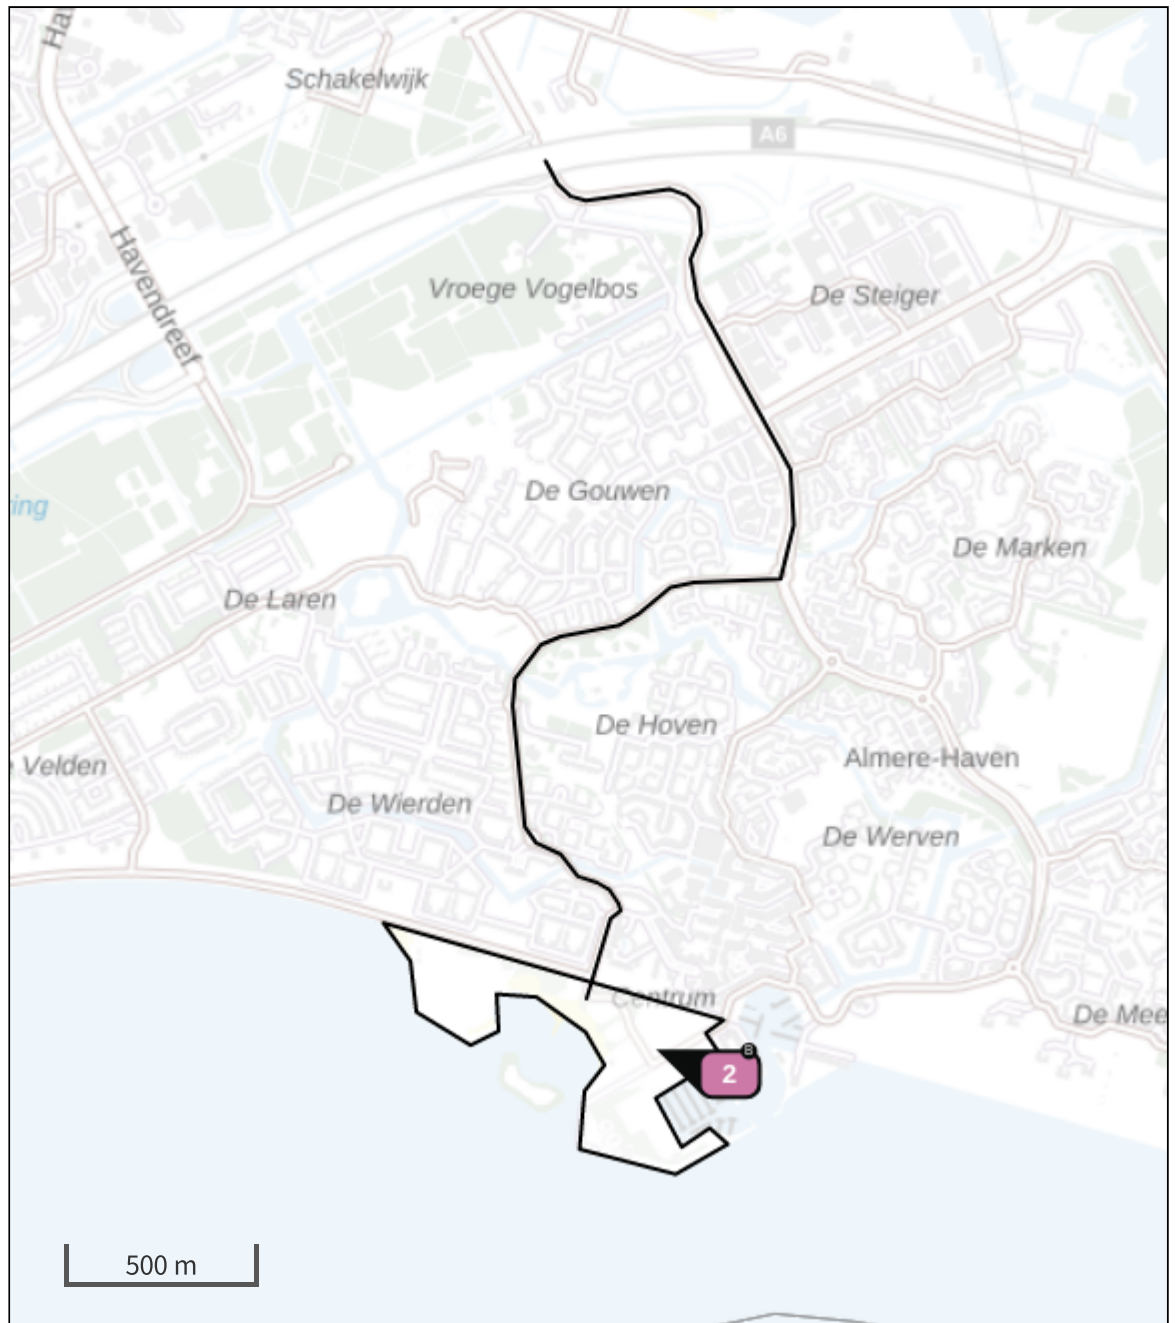 Schakelwijk
A6
Havendreef
Vroege Vogelbos
De Steiger
De Gouwen
ing
De Marken
De Laren
De Hoven
Velden
Almere-Haven
De Wierden
De Werven
Centrum
De Mee
B
2
500 m